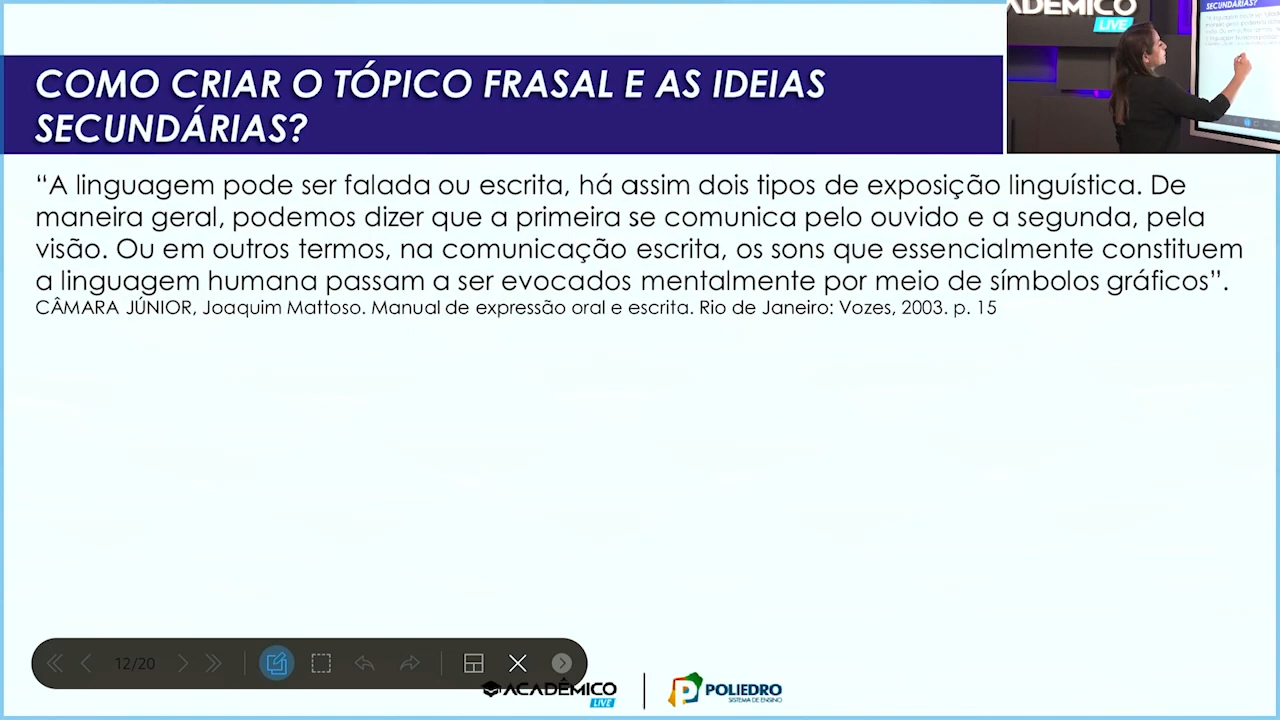 COMO CRIAR O TÓPICO FRASAL E AS IDEIAS
SECUNDÁRIAS?
ADÊMICO
LIVE
SECUNDÁRIAS?
“A linguagem pode ser falada ou escrita, há assim dois tipos de exposição linguística. De
maneira geral, podemos dizer que a primeira se comunica pelo ouvido e a segunda, pela
visão. Ou em outros termos, na comunicação escrita, os sons que essencialmente constituem
a linguagem humana passam a ser evocados mentalmente por meio de símbolos gráficos”.
CÂMARA JÚNIOR, Joaquim Mattoso. Manual de expressão oral e escrita. Rio de Janeiro: Vozes, 2003. p. 15
12/20
ACADÊMICO
LIVE
POLIEDRO
SISTEMA DE ENSINO